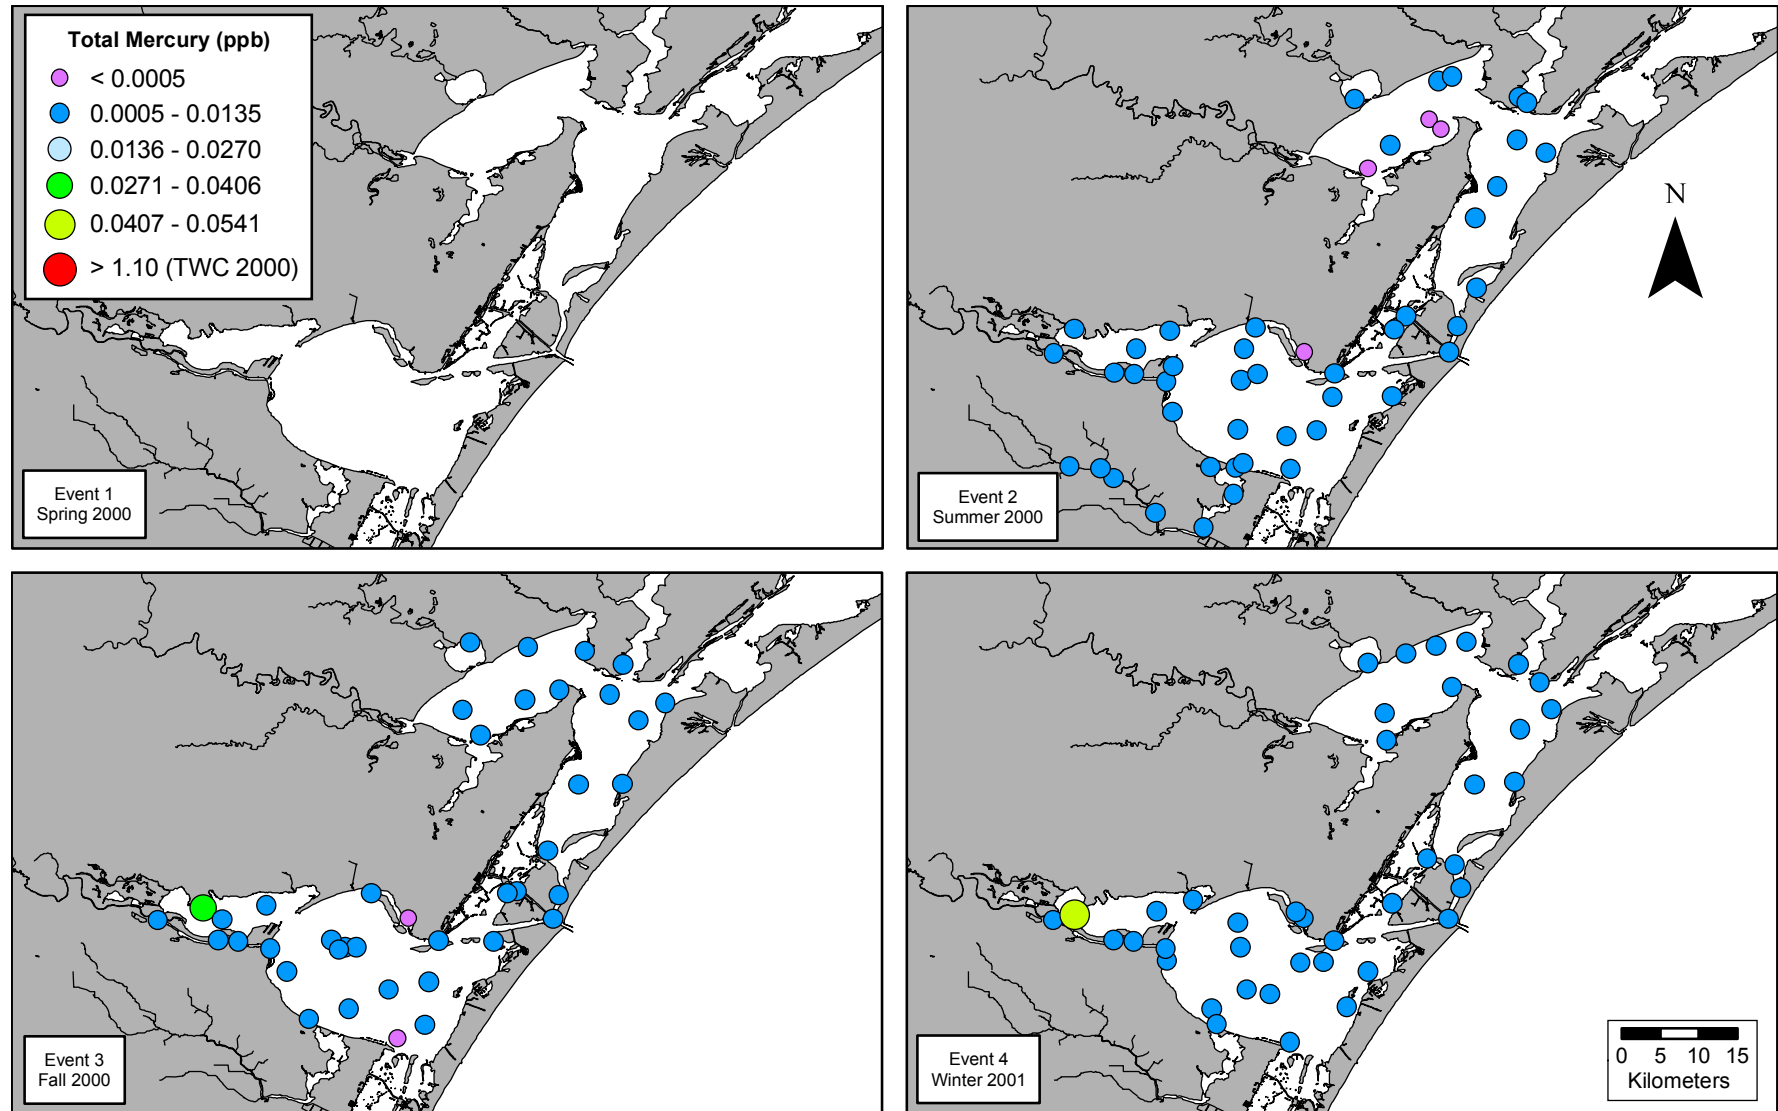 Total Mercury (ppb)
< 0.0005
0.0005 - 0.0135
0.0136 - 0.0270
0.0271 - 0.0406
0.0407 - 0.0541
> 1.10 (TWC 2000)
Event 1
Spring 2000
N
Event 2
Summer 2000
Event 3
Fall 2000
Event 4
Winter 2001
0 5 10 15
Kilometers